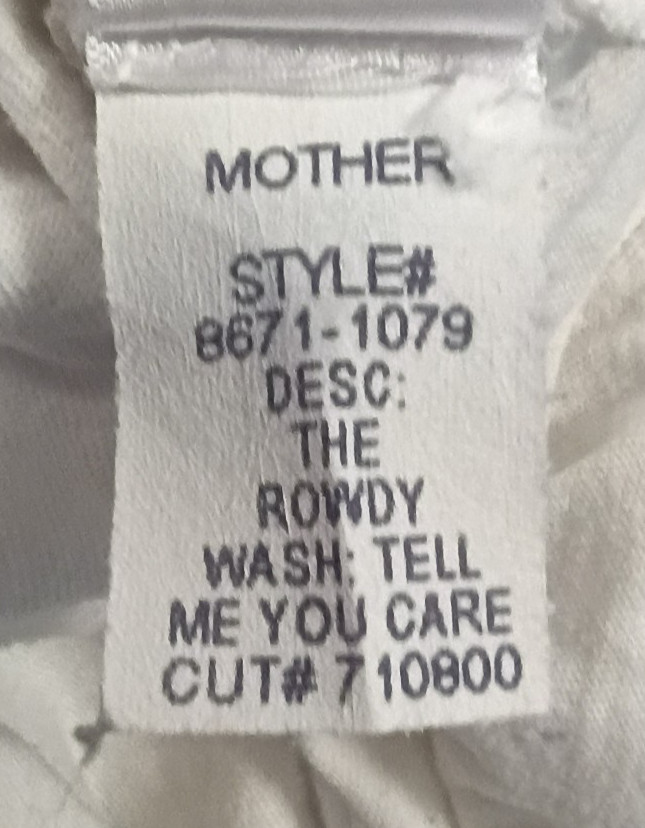 MOTHER
STYLE#
8671-1079
DESC:
THE
ROWDY
WASH: TELL
ME YOU CARE
CUT# 710800